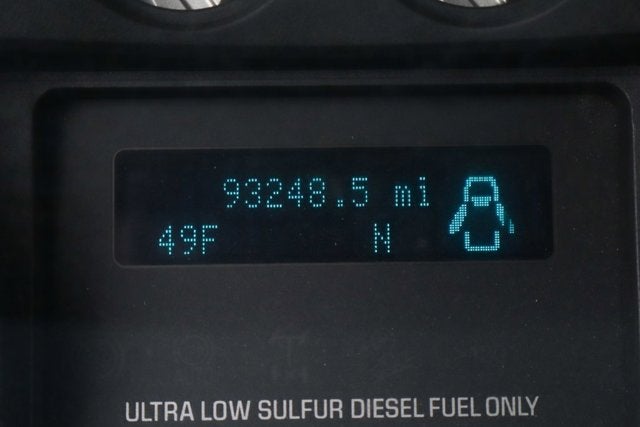 93248.5 mi
49F N
ULTRA LOW SULFUR DIESEL FUEL ONLY